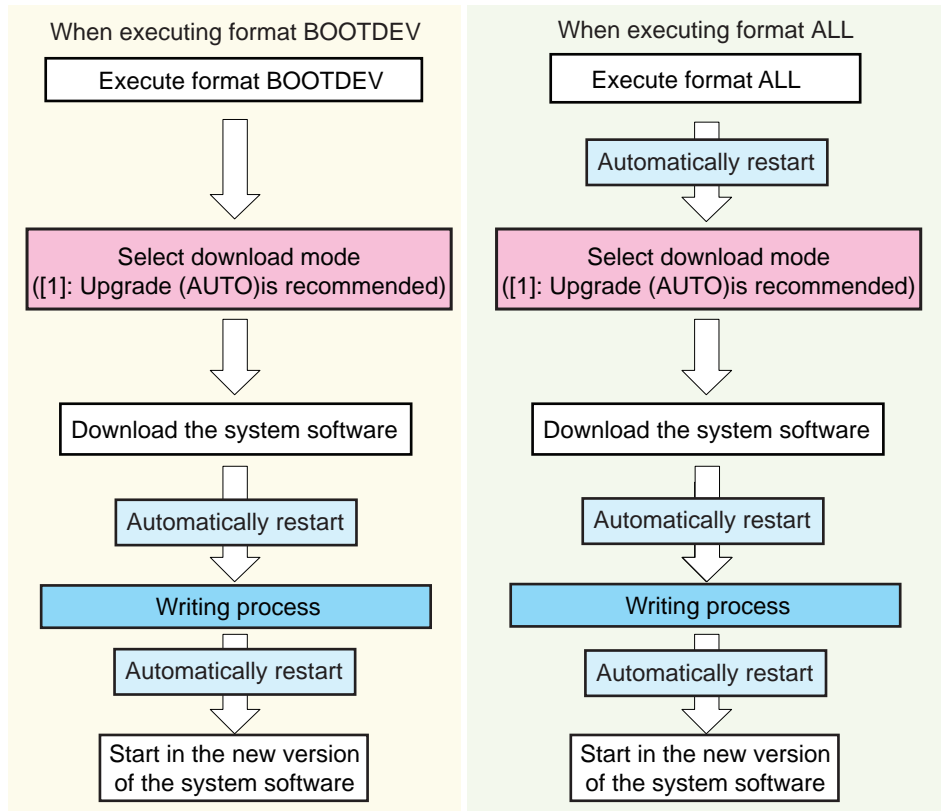 When executing format BOOTDEV
Execute format BOOTDEV
Select download mode
([1]: Upgrade (AUTO)is recommended)
Download the system software
Automatically restart
Writing process
Automatically restart
Start in the new version
of the system software
When executing format ALL
Execute format ALL
Automatically restart
Select download mode
([1]: Upgrade (AUTO)is recommended)
Download the system software
Automatically restart
Writing process
Automatically restart
Start in the new version
of the system software